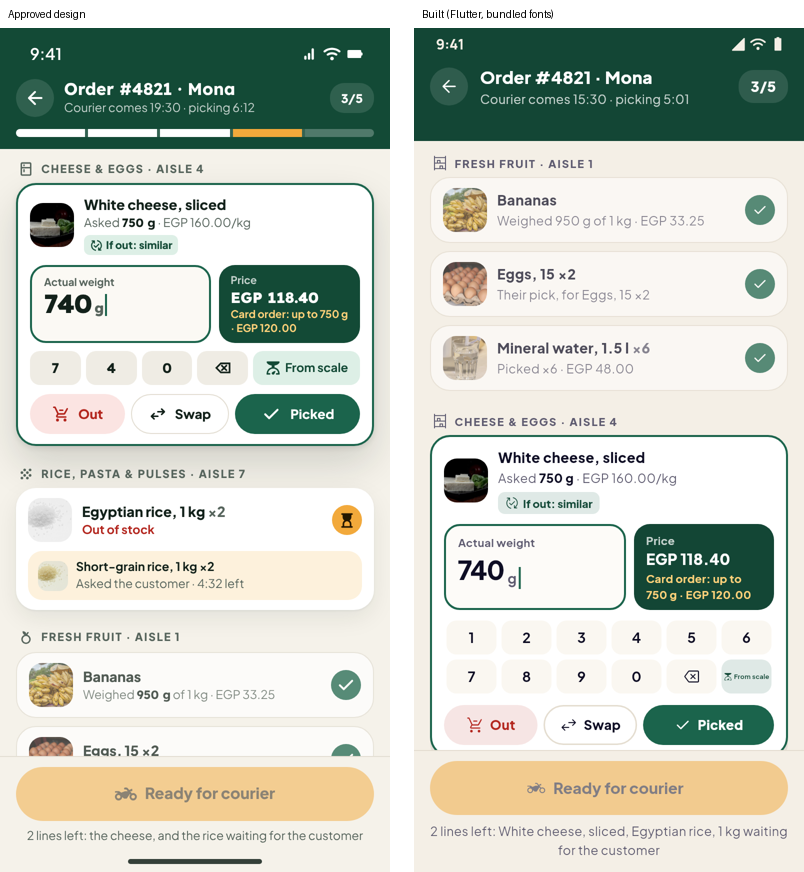 Approved design
9:41
Order #4821 · Mona
Courier comes 19:30 · picking 6:12
3/5
CHEESE & EGGS · AISLE 4
White cheese, sliced
Asked 750 g · EGP 160.00/kg
If out: similar
Actual weight
740 g
Price
EGP 118.40
Card order: up to 750 g
· EGP 120.00
7 4 0 From scale
Out Swap Picked
RICE, PASTA & PULSES · AISLE 7
Egyptian rice, 1 kg ×2
Out of stock
Short-grain rice, 1 kg ×2
Asked the customer · 4:32 left
FRESH FRUIT · AISLE 1
Bananas
Weighed 950 g of 1 kg · EGP 33.25
Eggs, 15 ×2
Ready for courier
2 lines left: the cheese, and the rice waiting for the customer
Built (Flutter, bundled fonts)
9:41
Order #4821 · Mona
Courier comes 15:30 · picking 5:01
3/5
FRESH FRUIT · AISLE 1
Bananas
Weighed 950 g of 1 kg · EGP 33.25
Eggs, 15 ×2
Their pick, for Eggs, 15 ×2
Mineral water, 1.5 l ×6
Picked ×6 · EGP 48.00
CHEESE & EGGS · AISLE 4
White cheese, sliced
Asked 750 g · EGP 160.00/kg
If out: similar
Actual weight
740 g
Price
EGP 118.40
Card order: up to
750 g · EGP 120.00
1 2 3 4 5 6
7 8 9 0 From scale
Out Swap Picked
Ready for courier
2 lines left: White cheese, sliced, Egyptian rice, 1 kg waiting
for the customer